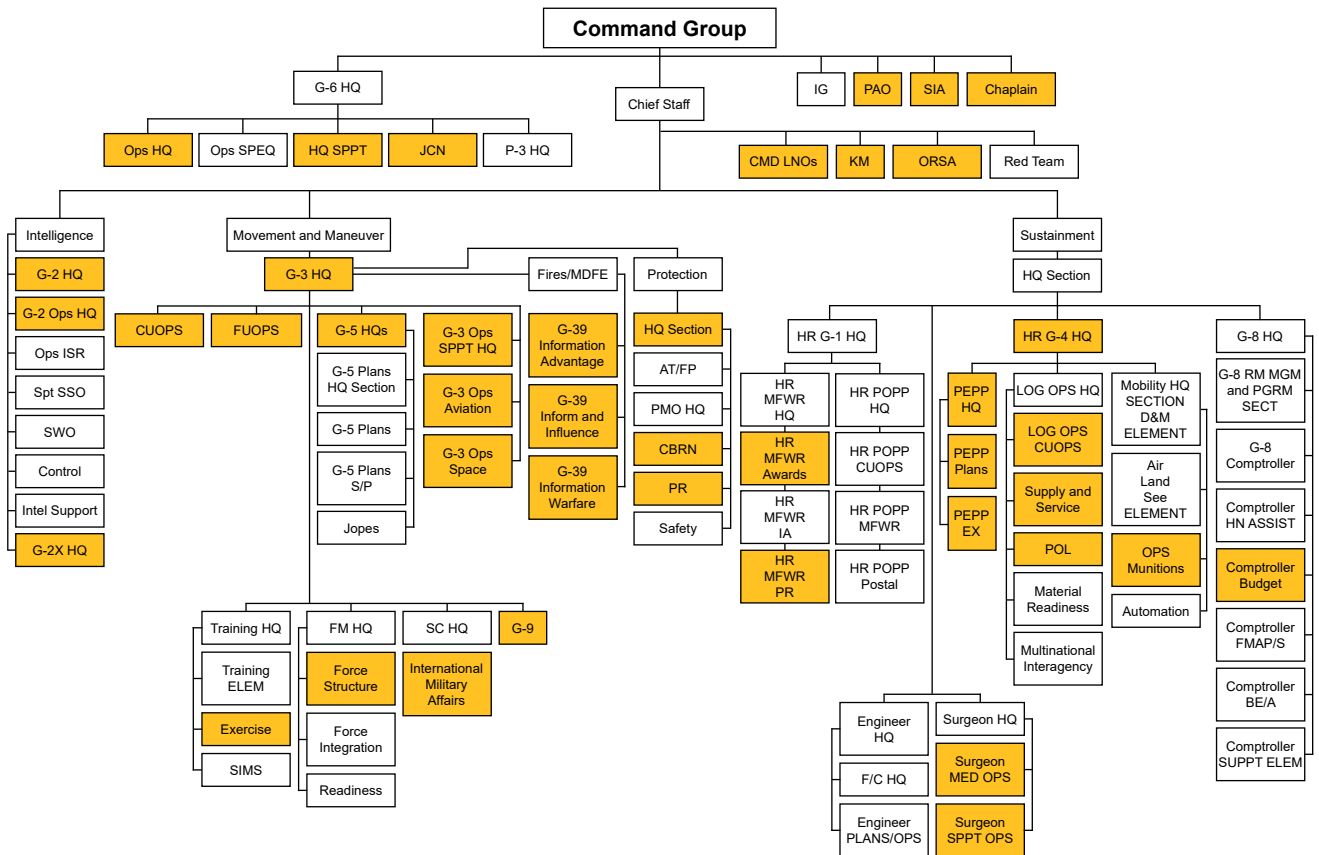 Command Group
G-6 HQ
Chief Staff
IG
PAO
SIA
Chaplain
Ops HQ
Ops SPEQ
HQ SPPT
JCN
P-3 HQ
CMD LNOs
KM
ORSA
Red Team
Intelligence
G-2 HQ
G-2 Ops HQ
Ops ISR
Spt SSO
SWO
Control
Intel Support
G-2X HQ
Movement and Maneuver
G-3 HQ
Fires/MDFE
Protection
CUOPS
FUOPS
G-5 HQs
G-5 Plans
HQ Section
G-5 Plans
G-5 Plans
S/P
Jopes
G-3 Ops
SPPT HQ
G-3 Ops
Aviation
G-3 Ops
Space
G-39
Information
Advantage
G-39
Inform and
Influence
G-39
Information
Warfare
HQ Section
AT/FP
PMO HQ
CBRN
PR
Safety
Training HQ
Training
ELEM
Exercise
SIMS
FM HQ
Force
Structure
Force
Integration
Readiness
SC HQ
International
Military
Affairs
G-9
Sustainment
HQ Section
HR G-1 HQ
HR
MFWR
HQ
HR
MFWR
Awards
HR
MFWR
IA
HR
MFWR
PR
HR POPP
HQ
HR POPP
CUOPS
HR POPP
MFWR
HR POPP
Postal
HR G-4 HQ
PEPP
HQ
PEPP
Plans
PEPP
EX
LOG OPS HQ
LOG OPS
CUOPS
Supply and
Service
POL
Material
Readiness
Multinational
Interagency
Mobility HQ
SECTION
D&M
ELEMENT
Air
Land
See
ELEMENT
OPS
Munitions
Automation
G-8 HQ
G-8 RM MGM
and PGRM
SECT
G-8
Comptroller
Comptroller
HN ASSIST
Comptroller
Budget
Comptroller
FMAP/S
Comptroller
BE/A
Comptroller
SUPPT ELEM
Engineer
HQ
F/C HQ
Engineer
PLANS/OPS
Surgeon HQ
Surgeon
MED OPS
Surgeon
SPPT OPS